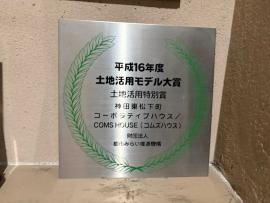 平成16年度
土地活用モデル大賞
土地活用特別賞
神田東松下町
コーポラティブハウス／
COMS HOUSE（コムズハウス）
財団法人
都市みらい推進機構